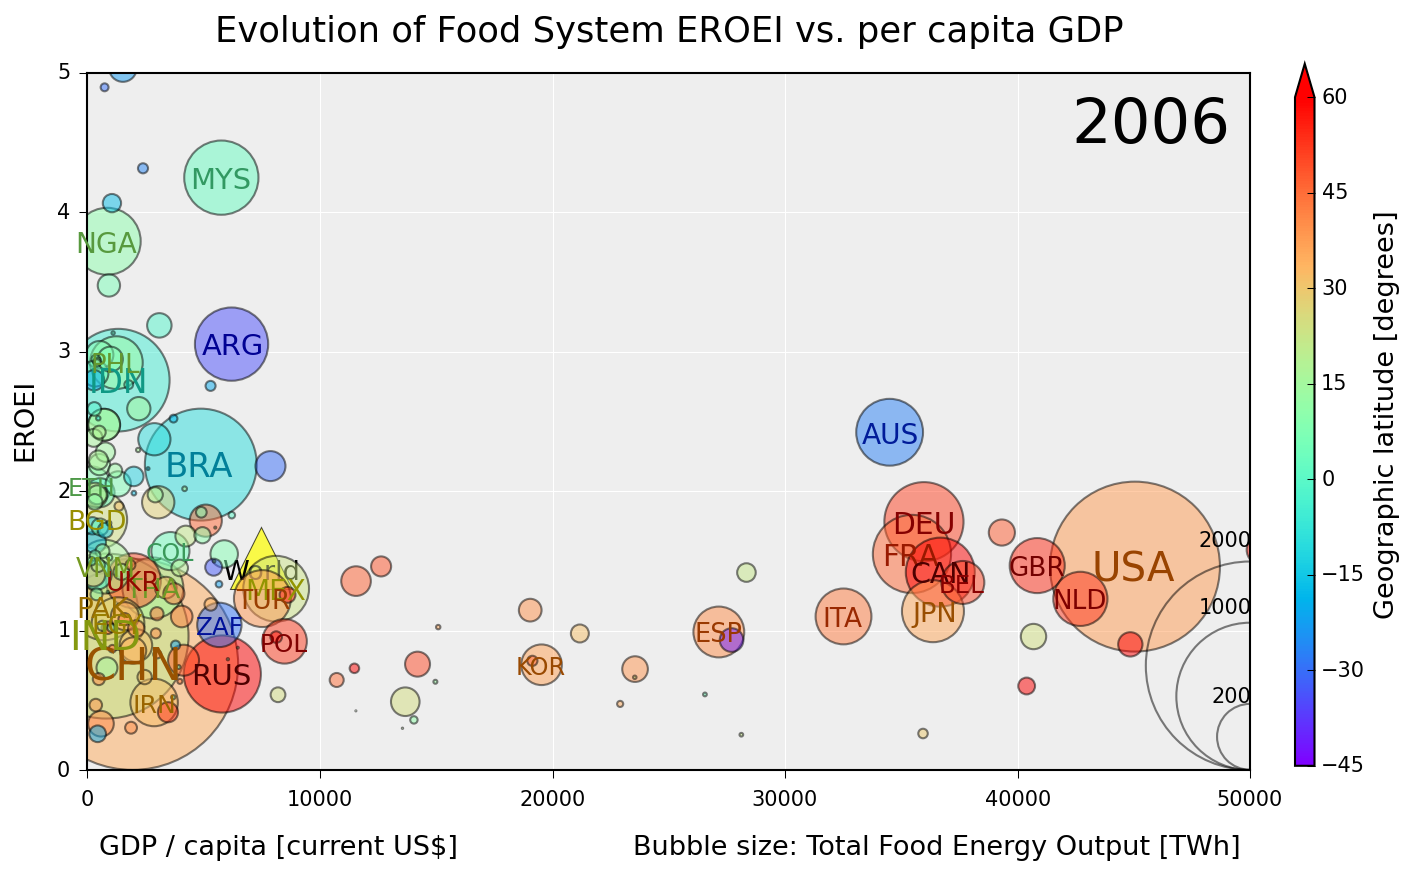 Evolution of Food System EROEI vs. per capita GDP
2006
5
4
3
2
1
0
EROEI
MYS
NGA
ARG
PHL
IDN
BRA
AUS
BGD
DEU
FRA
CAN
BEL
GBR
USA
NLD
JPN
ITA
ESP
KOR
COL
World
MEX
TUR
UKR
THA
PAK
ZAF
POL
IND
CHN
RUS
IRN
2000
1000
200
0
10000
20000
30000
40000
50000
GDP / capita [current US$]
Bubble size: Total Food Energy Output [TWh]
60
45
30
15
0
−15
−30
−45
Geographic latitude [degrees]